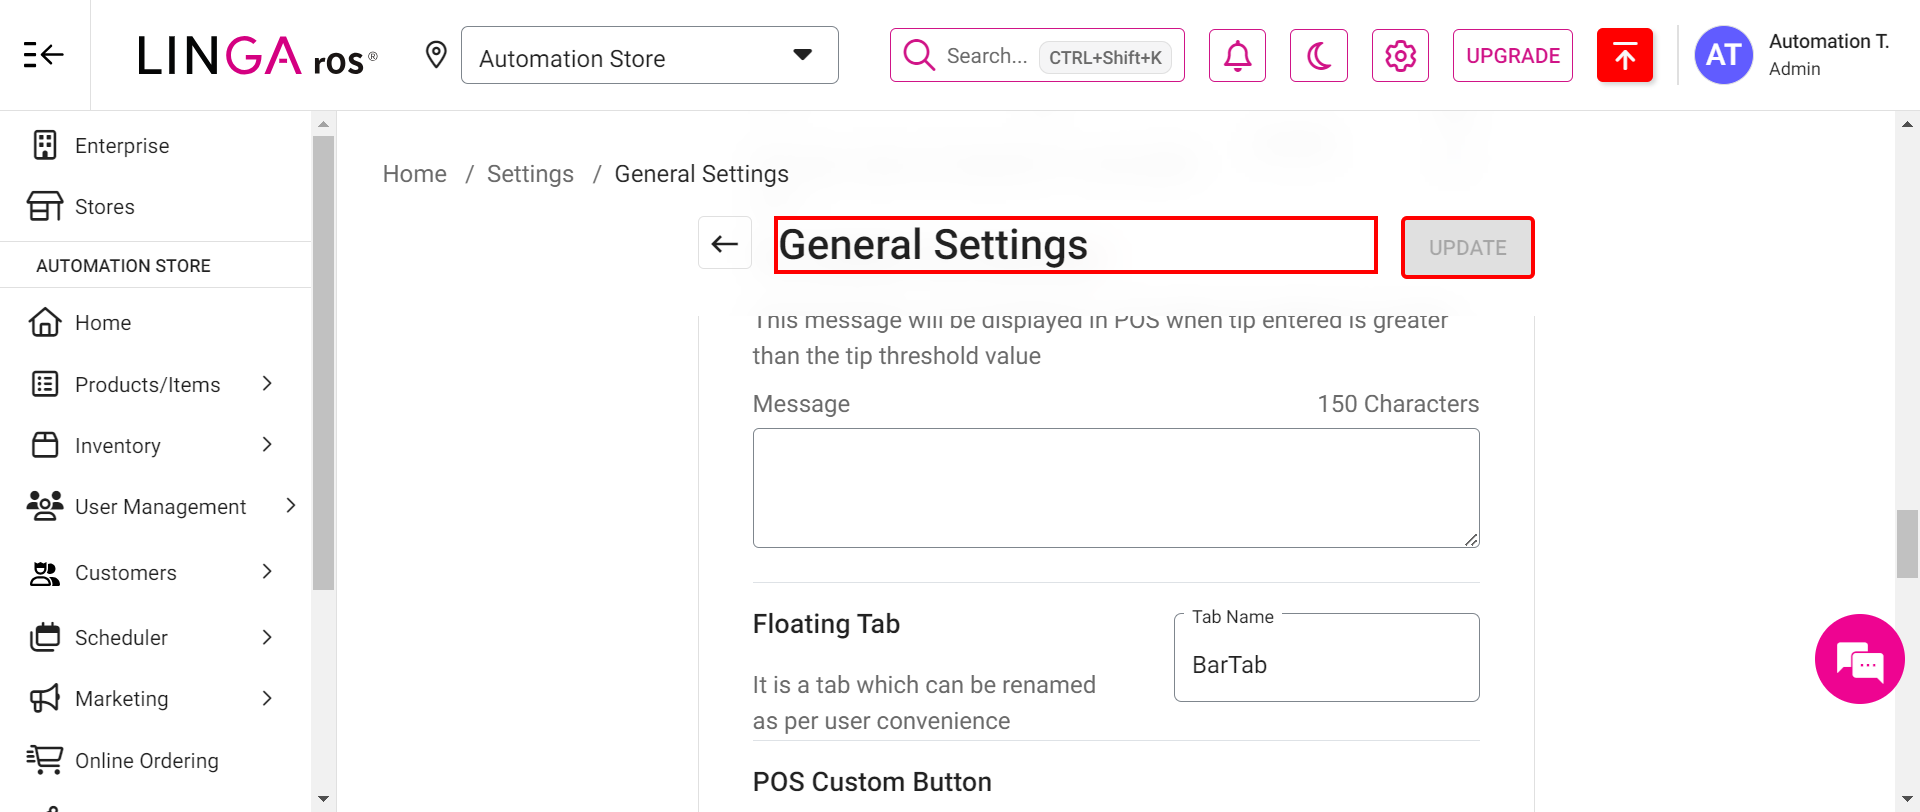 LINGA ros®
Automation Store
Search... CTRL+Shift+K
UPGRADE
AT
Automation T.
Admin
Enterprise
Stores
AUTOMATION STORE
Home
Products/Items
Inventory
User Management
Customers
Scheduler
Marketing
Online Ordering
Home / Settings / General Settings
General Settings
UPDATE
This message will be displayed in POS when tip entered is greater
than the tip threshold value
Message 150 Characters
Floating Tab
Tab Name
BarTab
It is a tab which can be renamed
as per user convenience
POS Custom Button